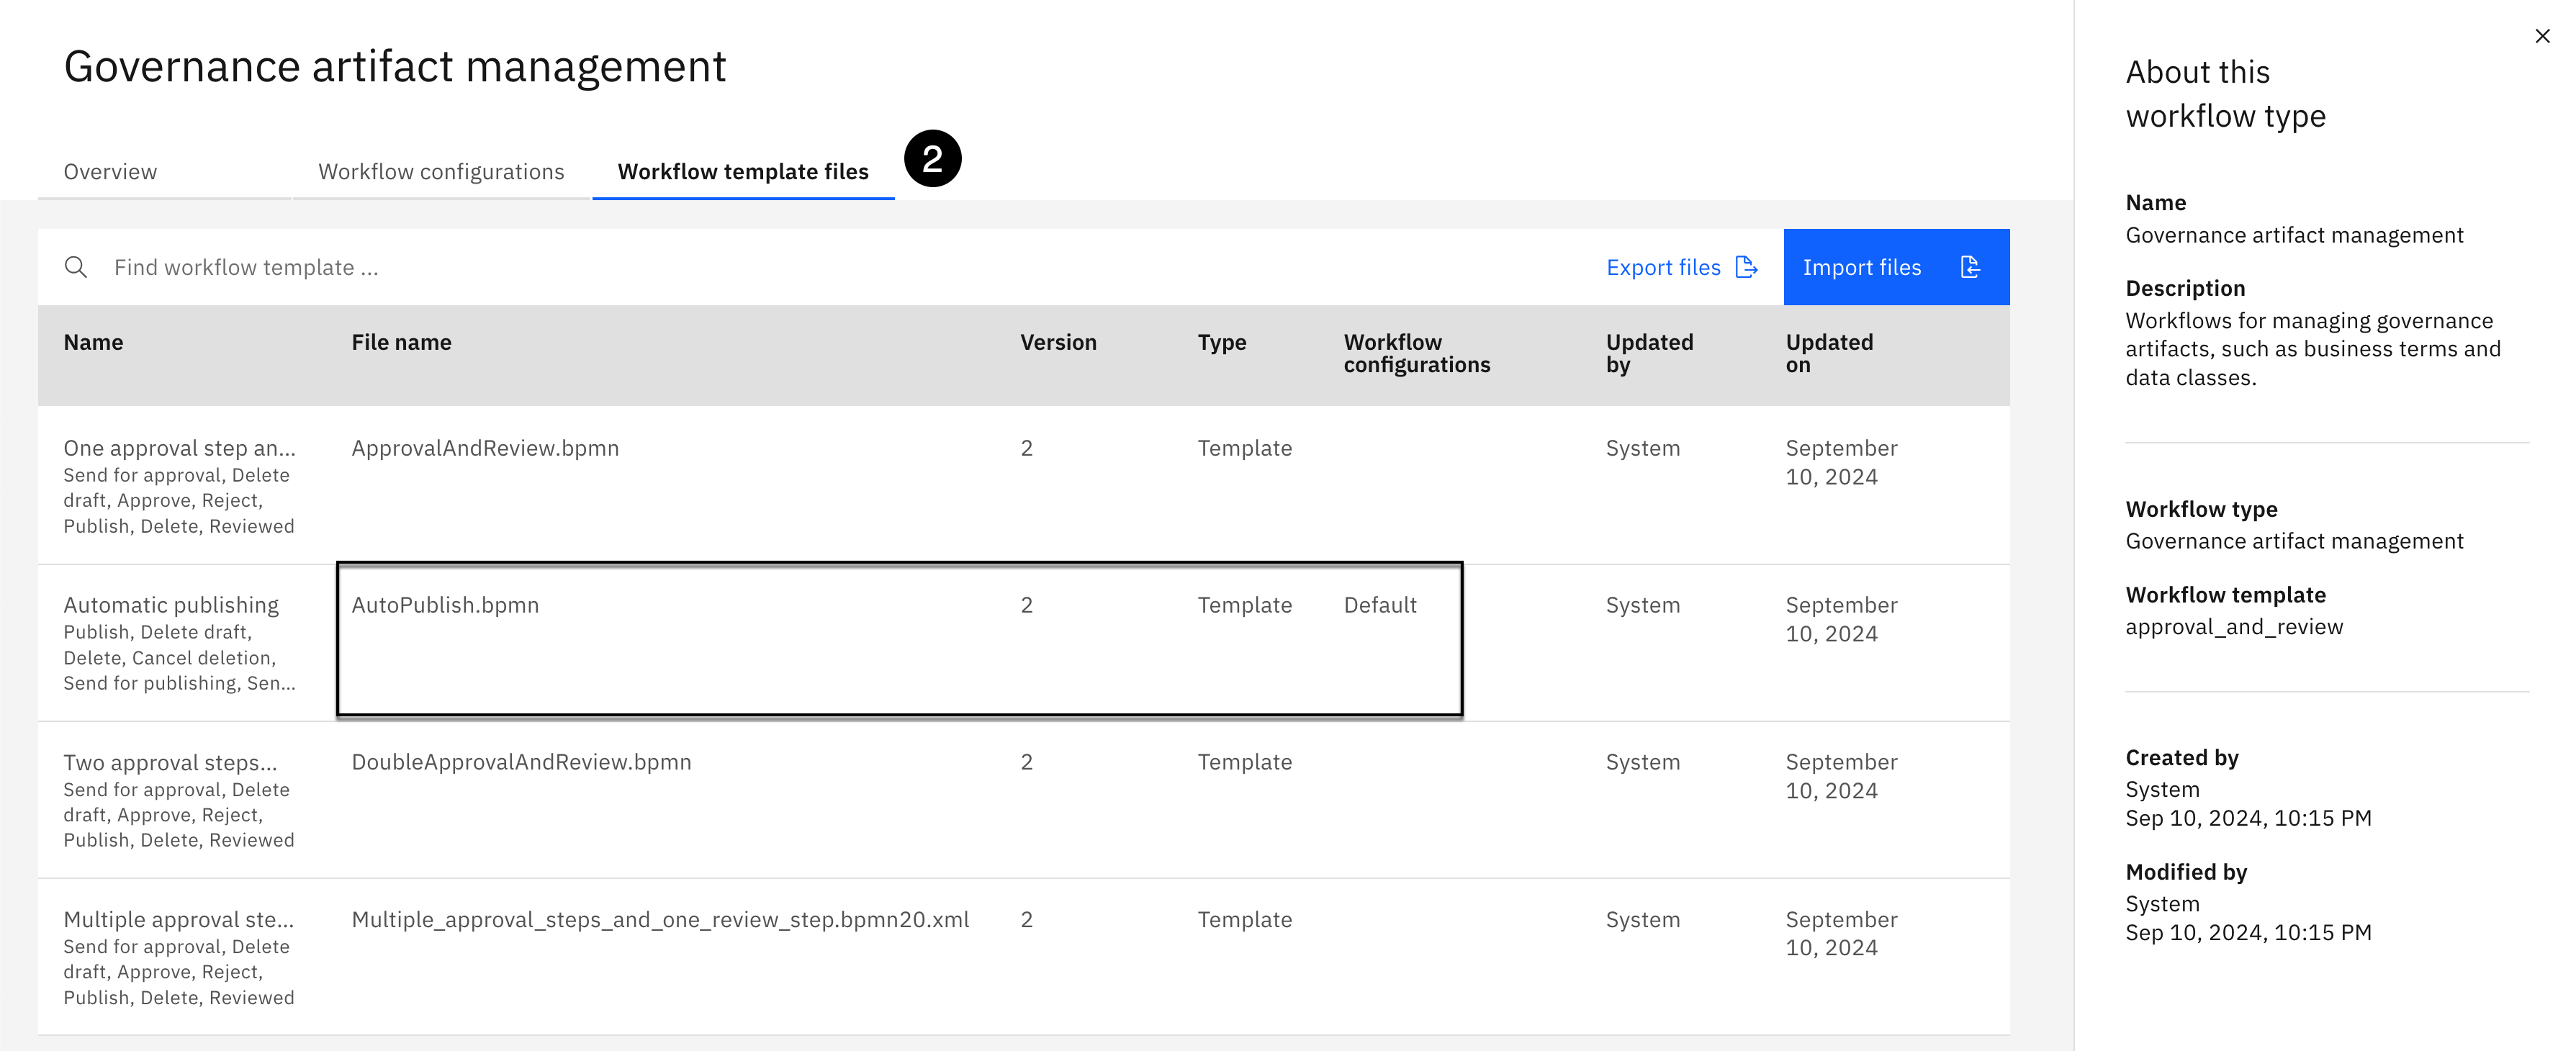 Governance artifact management
Overview
Workflow configurations
Workflow template files
2
Find workflow template ...
Export files
Import files
Name
File name
Version
Type
Workflow
configurations
Updated
by
Updated
on
One approval step an...
Send for approval, Delete
draft, Approve, Reject,
Publish, Delete, Reviewed
ApprovalAndReview.bpmn
2
Template
System
September
10, 2024
Automatic publishing
Publish, Delete draft,
Delete, Cancel deletion,
Send for publishing, Sen...
AutoPublish.bpmn
2
Template
Default
System
September
10, 2024
Two approval steps...
Send for approval, Delete
draft, Approve, Reject,
Publish, Delete, Reviewed
DoubleApprovalAndReview.bpmn
2
Template
System
September
10, 2024
Multiple approval ste...
Send for approval, Delete
draft, Approve, Reject,
Publish, Delete, Reviewed
Multiple_approval_steps_and_one_review_step.bpmn20.xml
2
Template
System
September
10, 2024
About this
workflow type
Name
Governance artifact management
Description
Workflows for managing governance
artifacts, such as business terms and
data classes.
Workflow type
Governance artifact management
Workflow template
approval_and_review
Created by
System
Sep 10, 2024, 10:15 PM
Modified by
System
Sep 10, 2024, 10:15 PM